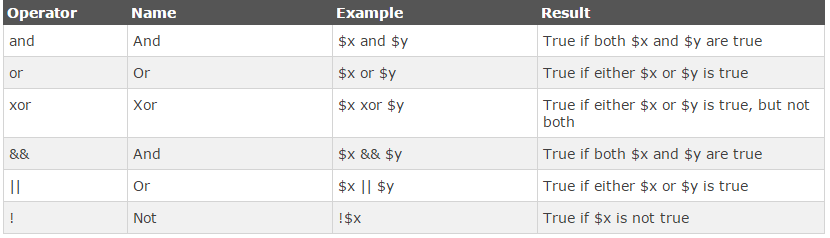 Operator Name Example Result
and And $x and $y True if both $x and $y are true
or Or $x or $y True if either $x or $y is true
xor Xor $x xor $y True if either $x or $y is true, but not
both
&& And $x && $y True if both $x and $y are true
|| Or $x || $y True if either $x or $y is true
! Not !$x True if $x is not true